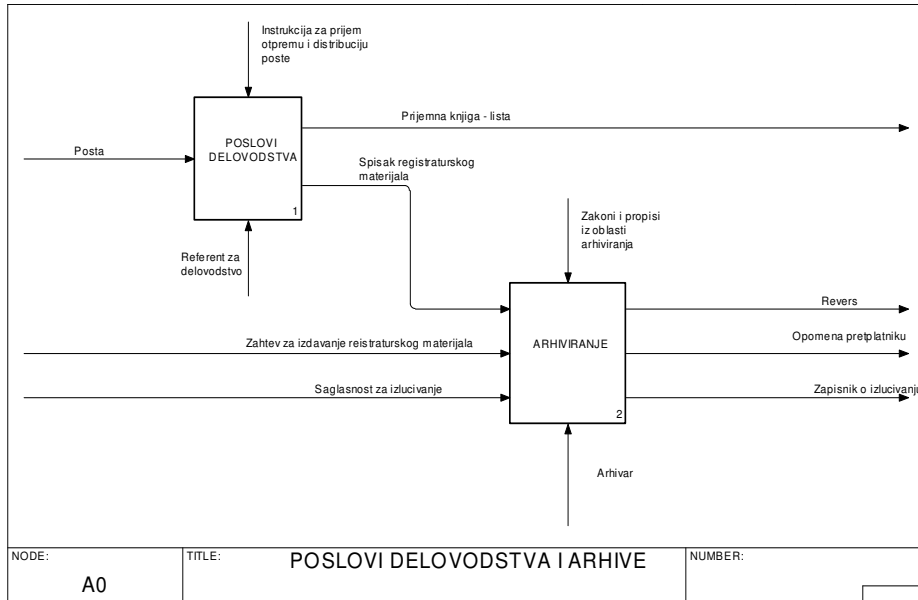 Instrukcija za prijem
otpremu i distribuciju
poste
Prijemna knjiga - lista
POSLOVI
DELOVODSTVA
Posta
Spisak registraturskog
materijala
1
Zakoni i propisi
iz oblasti
arhiviranja
Referent za
delovodstvo
Revers
Opomena pretplatniku
Zahtev za izdavanje reistraturskog materijala
ARHIVIRANJE
Saglasnost za izlucivanje
Zapisnik o izlucivanju
2
Arhivar
NODE:
A0
TITLE:
POSLOVI DELOVODSTVA I ARHIVE
NUMBER: